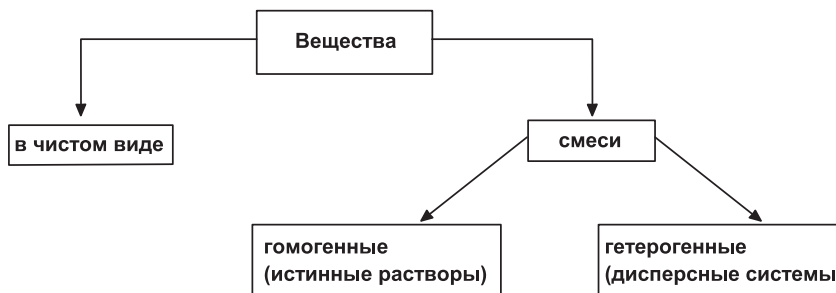 Вещества
в чистом виде
смеси
гомогенные
(истинные растворы)
гетерогенные
(дисперсные системы